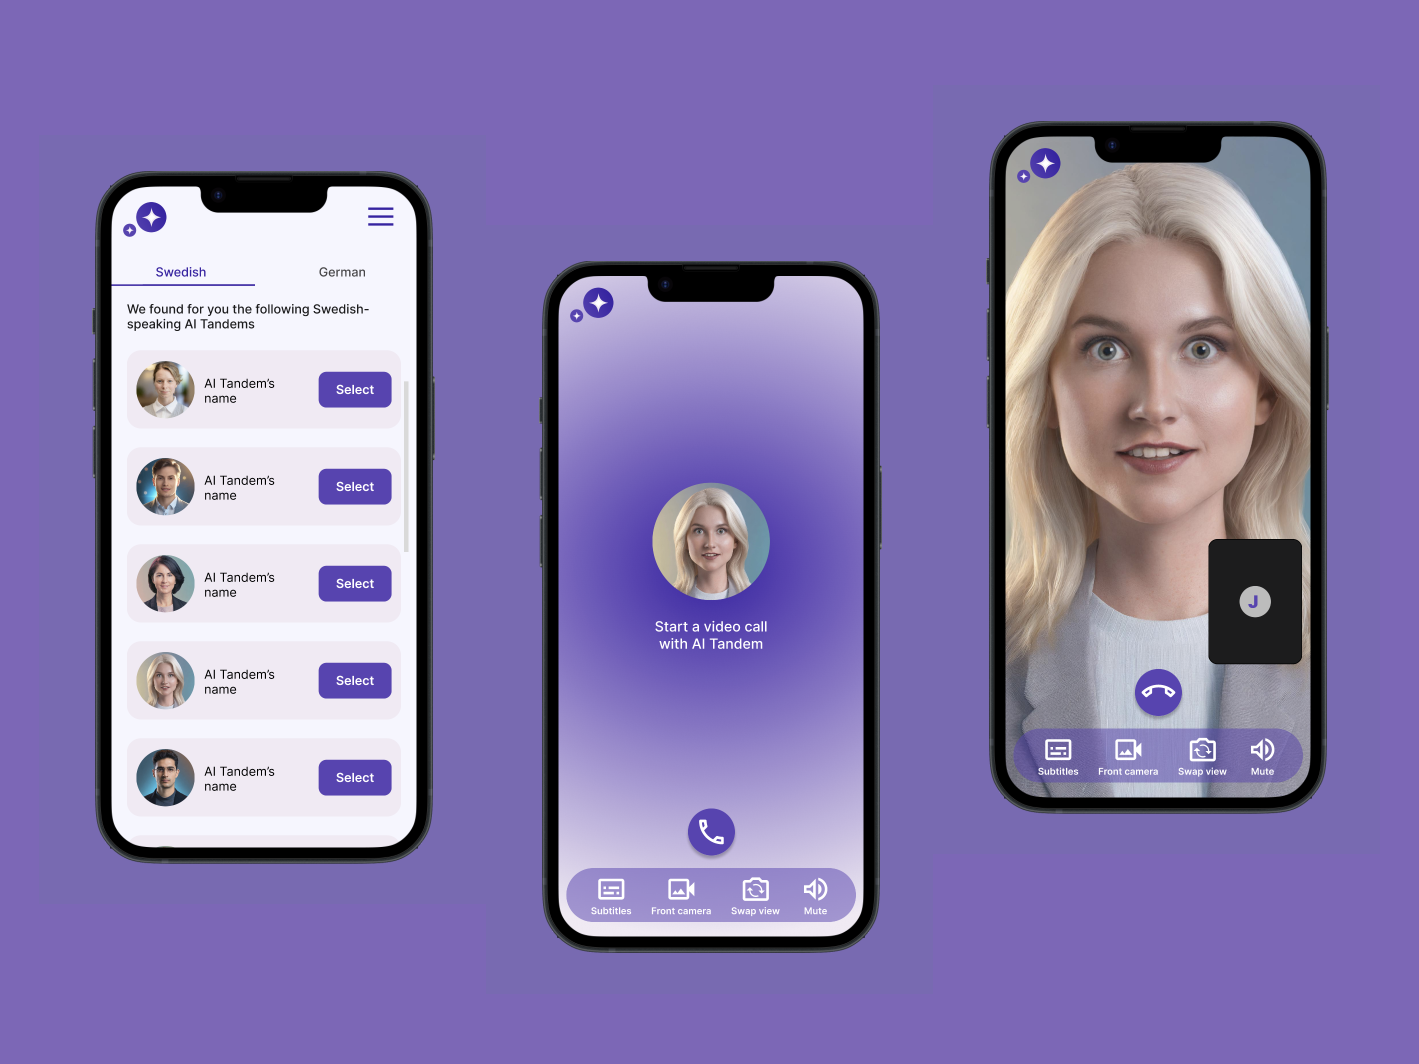 Swedish
German
We found for you the following Swedish-
speaking AI Tandems
AI Tandem's
name
Select
AI Tandem's
name
Select
AI Tandem's
name
Select
AI Tandem's
name
Select
AI Tandem's
name
Select
Start a video call
with AI Tandem
Subtitles
Front camera
Swap view
Mute
J
Subtitles
Front camera
Swap view
Mute